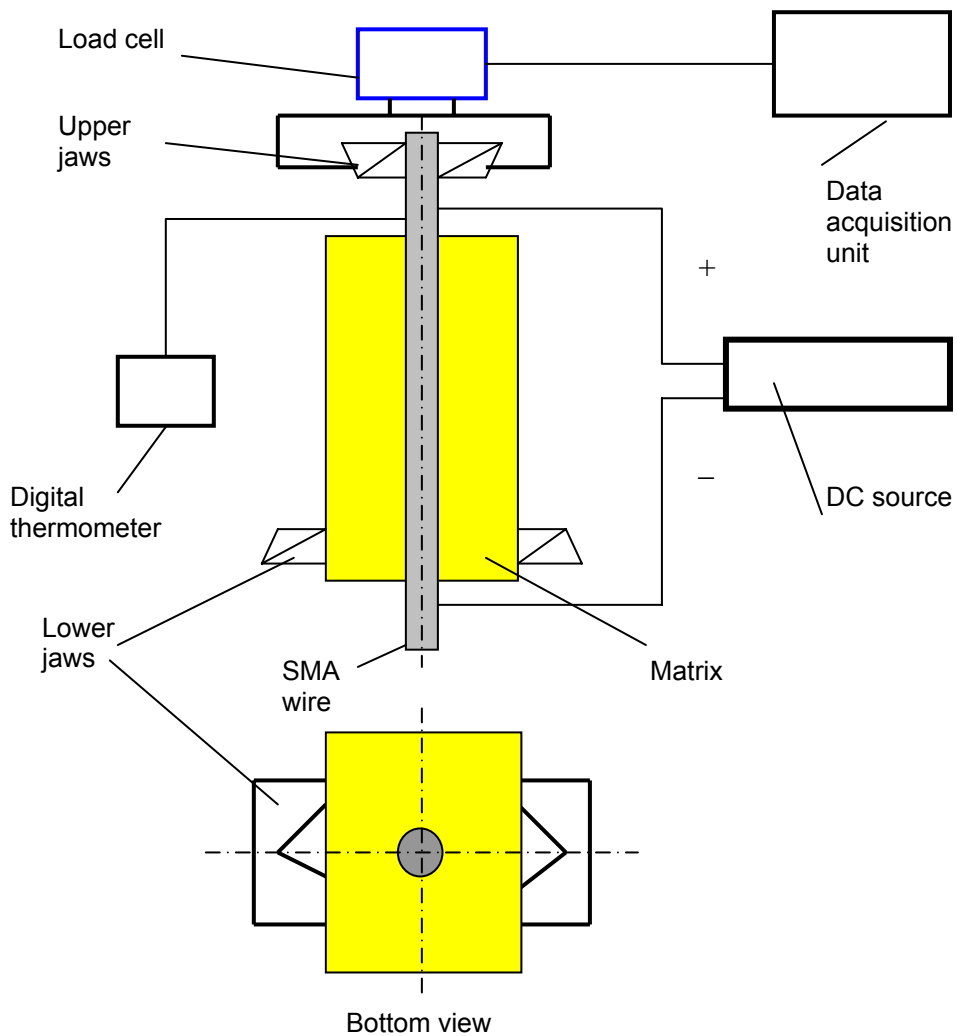 Load cell
Upper
jaws
Data
acquisition
unit
+
Digital
thermometer
−
DC source
Lower
jaws
SMA
wire
Matrix
Bottom view